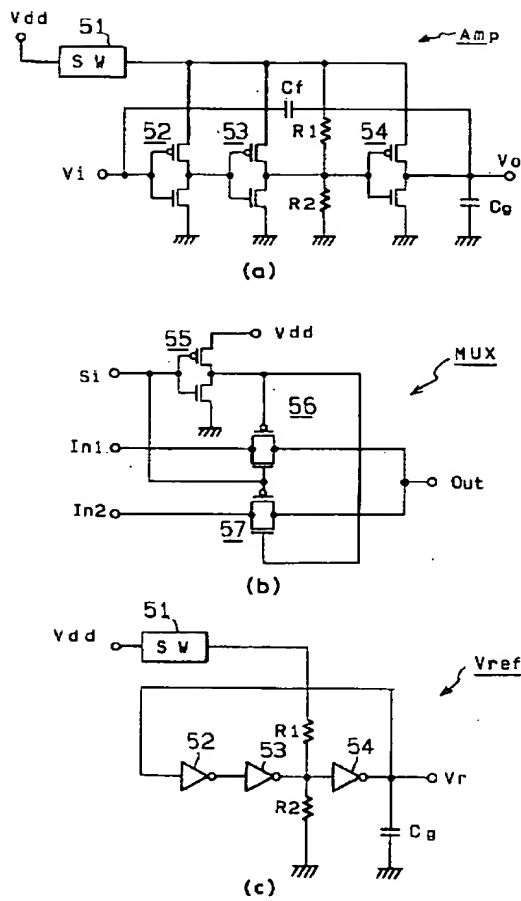 Vdd
51
SW
Amp
Cf
52
53
R1
54
Vo
Vi
R2
Cg
(a)
55
Vdd
MUX
Si
56
In1
Out
In2
57
(b)
51
Vdd
SW
Vref
R1
52
53
54
Vr
R2
Cg
(c)